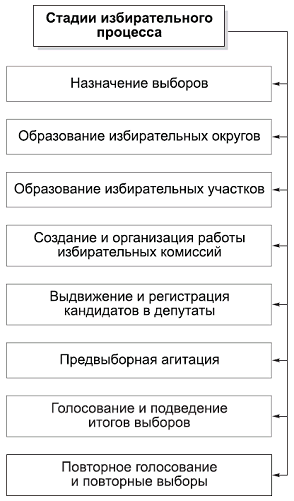 Стадии избирательного
процесса
Назначение выборов
Образование избирательных округов
Образование избирательных участков
Создание и организация работы
избирательных комиссий
Выдвижение и регистрация
кандидатов в депутаты
Предвыборная агитация
Голосование и подведение
итогов выборов
Повторное голосование
и повторные выборы